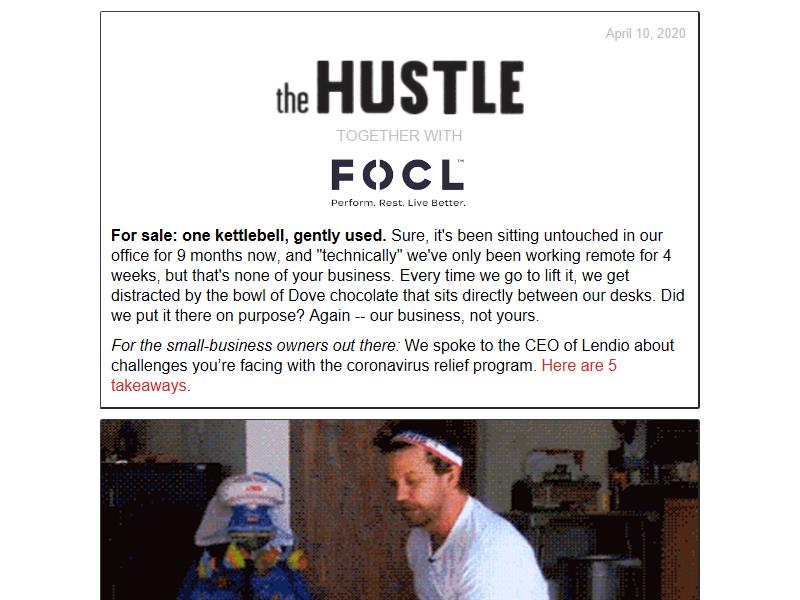 April 10, 2020
the HUSTLE
TOGETHER WITH
FOCL™
Perform. Rest. Live Better.
For sale: one kettlebell, gently used. Sure, it's been sitting untouched in our
office for 9 months now, and "technically" we've only been working remote for 4
weeks, but that's none of your business. Every time we go to lift it, we get
distracted by the bowl of Dove chocolate that sits directly between our desks. Did
we put it there on purpose? Again -- our business, not yours.
For the small-business owners out there: We spoke to the CEO of Lendio about
challenges you’re facing with the coronavirus relief program. Here are 5
takeaways.